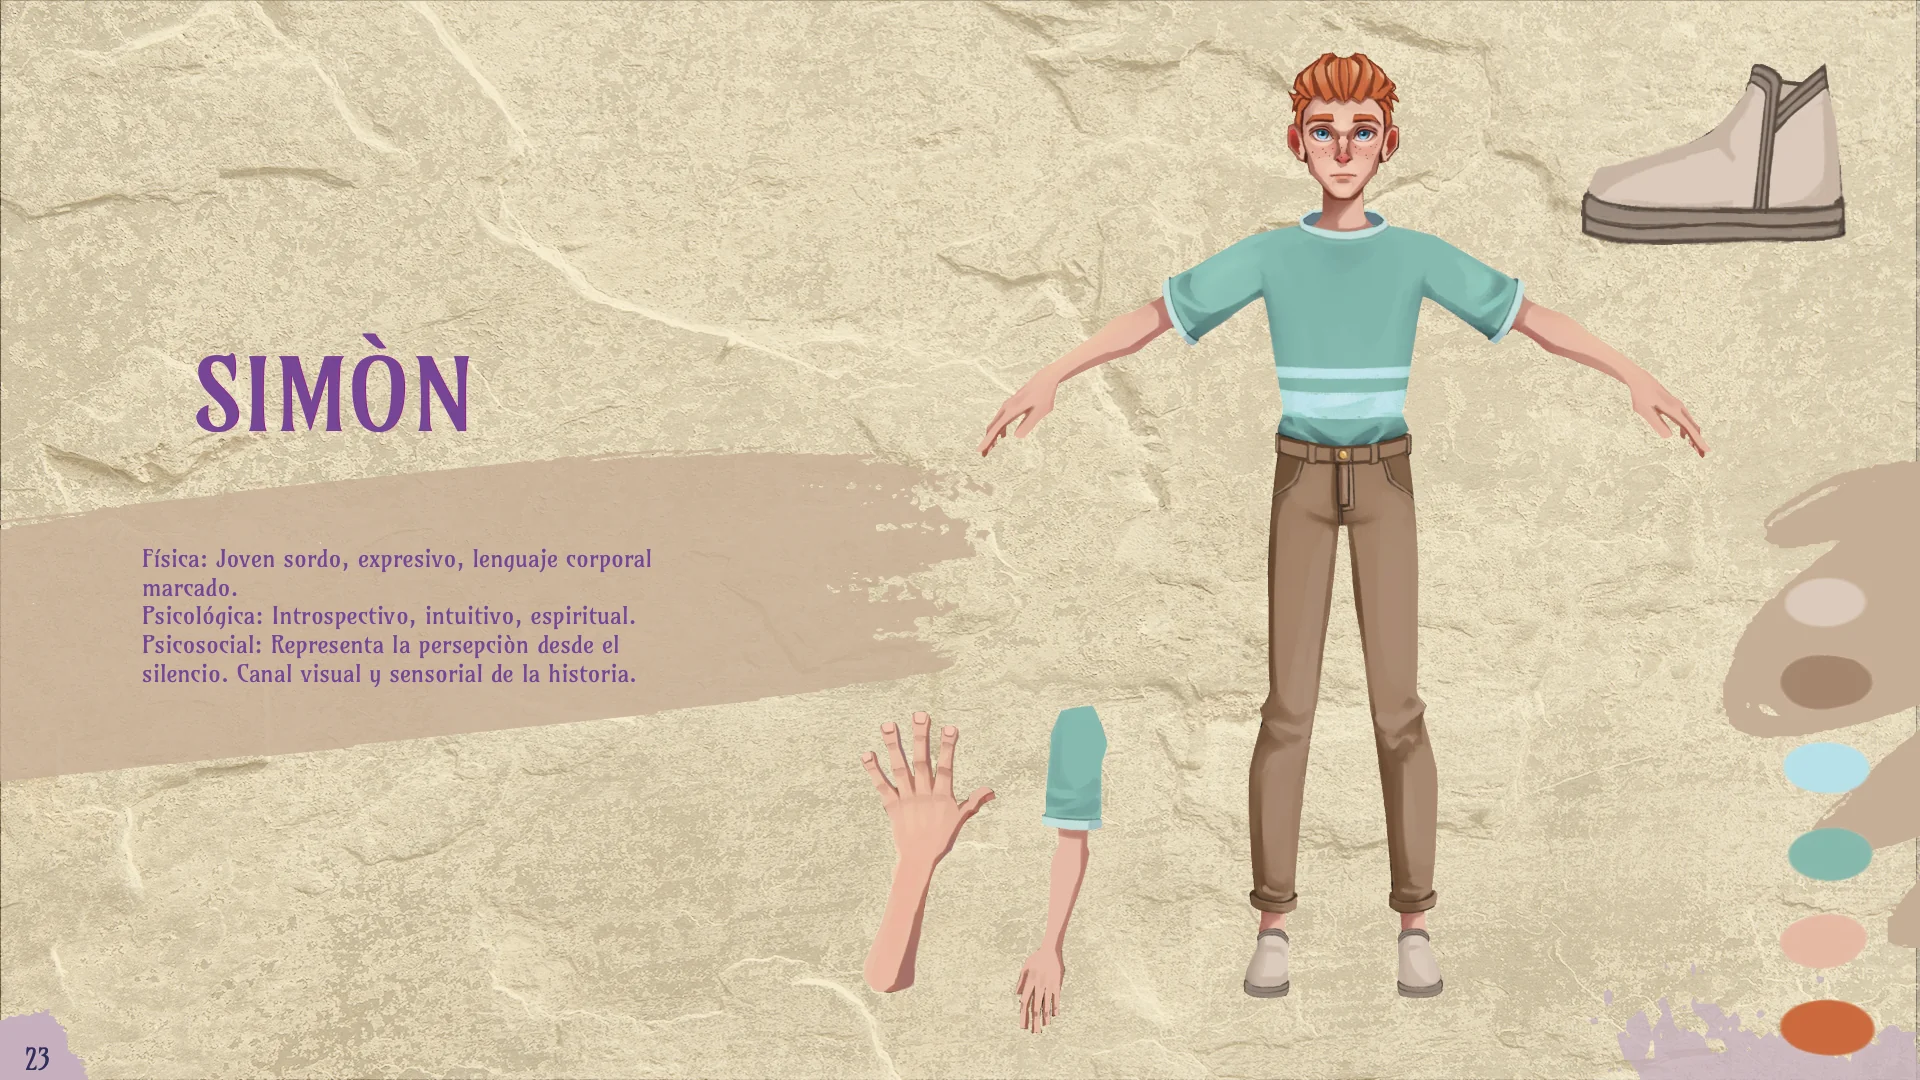 SIMÒN
Física: Joven sordo, expresivo, lenguaje corporal
marcado.
Psicológica: Introspectivo, intuitivo, espiritual.
Psicosocial: Representa la persepciòn desde el
silencio. Canal visual y sensorial de la historia.
23